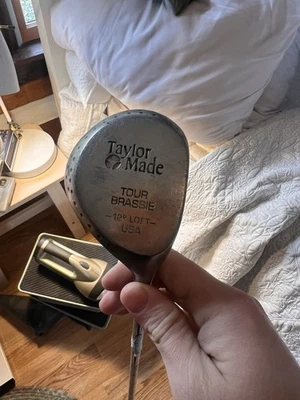 Taylor
Made
TOUR
BRASSIE
-12° LOFT-
USA